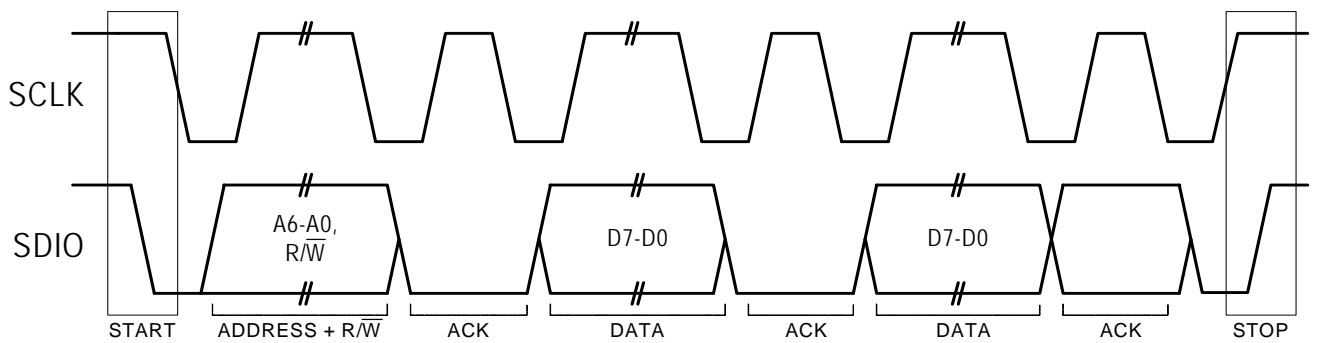 SCLK
SDIO
A6-A0,
R/W̅
D7-D0
D7-D0
START
ADDRESS + R/W̅
ACK
DATA
ACK
DATA
ACK
STOP